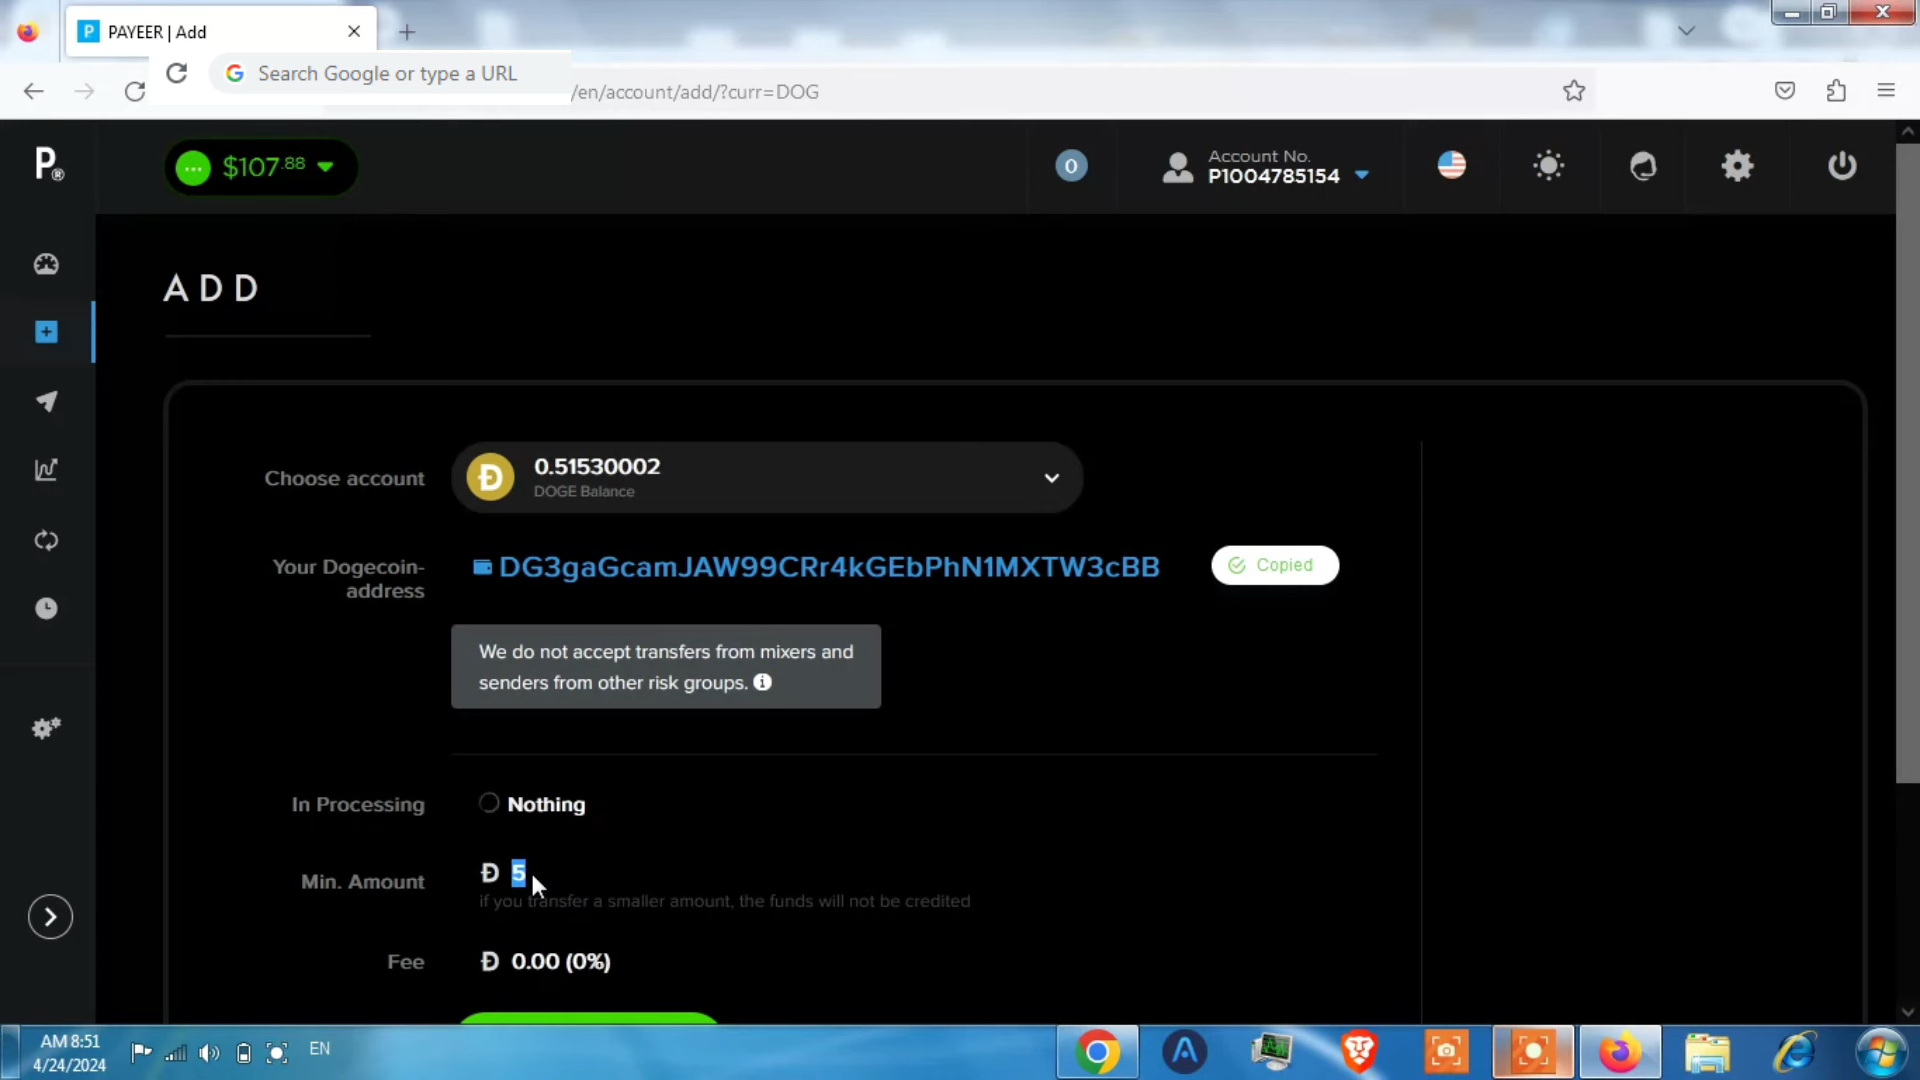 P PAYEER | Add
Search Google or type a URL
/en/account/add/?curr=DOG
P®
$107.88
0
Account No.
P1004785154
ADD
Choose account
0.51530002
DOGE Balance
Your Dogecoin-
address
DG3gaGcamJAW99CRr4kGEbPhN1MXTW3cBB
Copied
We do not accept transfers from mixers and
senders from other risk groups.
In Processing
Nothing
Min. Amount
Ð 5
if you transfer a smaller amount, the funds will not be credited
Fee
Ð 0.00 (0%)
AM 8:51
4/24/2024
EN